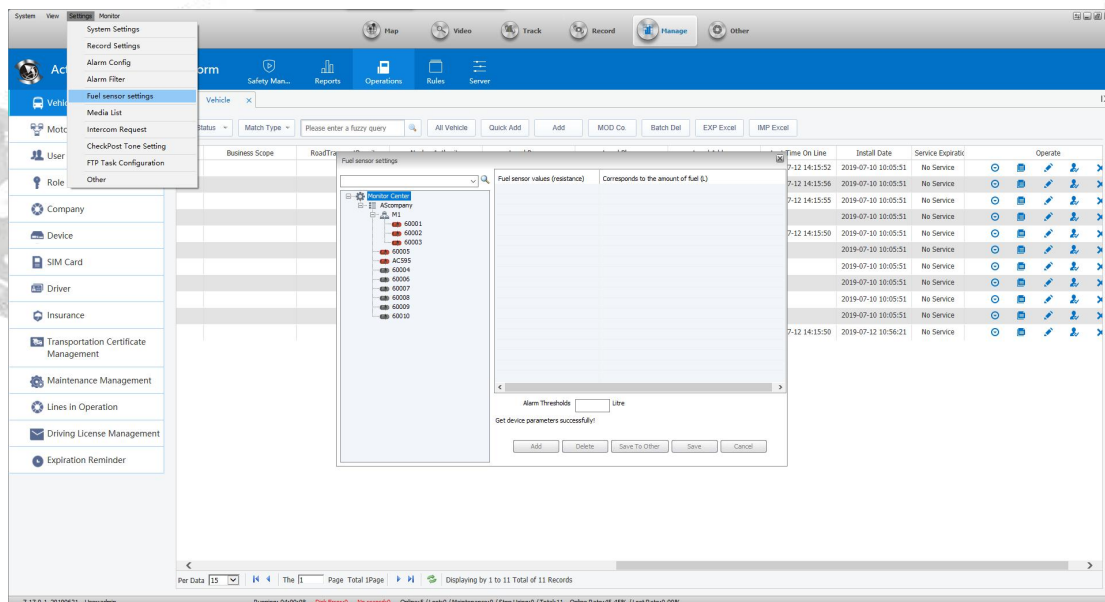 System View Settings Monitor
Map Video Track Record Manage Other
System Settings
Record Settings
Alarm Config
Alarm Filter
Fuel sensor settings
Media List
Intercom Request
CheckPost Tone Setting
FTP Task Configuration
Other
Safety Man... Reports Operations Rules Server
Vehicle ×
Match Type Please enter a fuzzy query All Vehicle Quick Add Add MOD Co Batch Del EXP Excel IMP Excel
Business Scope Time On Line Install Date Service Expiratic Operate
User
Role
Company
Device
SIM Card
Driver
Insurance
Transportation Certificate
Management
Maintenance Management
Lines in Operation
Driving License Management
Expiration Reminder
Fuel sensor settings
Monitor Center
AScompany
M1
60001
60002
60003
60005
AC595
60004
60006
60007
60008
60009
60010
Fuel sensor values (resistance) Corresponds to the amount of fuel (L)
Alarm Thresholds Litre
Get device parameters successfully!
Add Delete Save To Other Save Cancel
7-12 14:15:52 2019-07-10 10:05:51 No Service
7-12 14:15:56 2019-07-10 10:05:51 No Service
7-12 14:15:55 2019-07-10 10:05:51 No Service
2019-07-10 10:05:51 No Service
7-12 14:15:50 2019-07-10 10:05:51 No Service
2019-07-10 10:05:51 No Service
2019-07-10 10:05:51 No Service
2019-07-10 10:05:51 No Service
2019-07-10 10:05:51 No Service
2019-07-10 10:05:51 No Service
7-12 14:15:50 2019-07-12 10:56:21 No Service
Per Data 15 The 1 Page Total 1Page Displaying by 1 to 11 Total of 11 Records